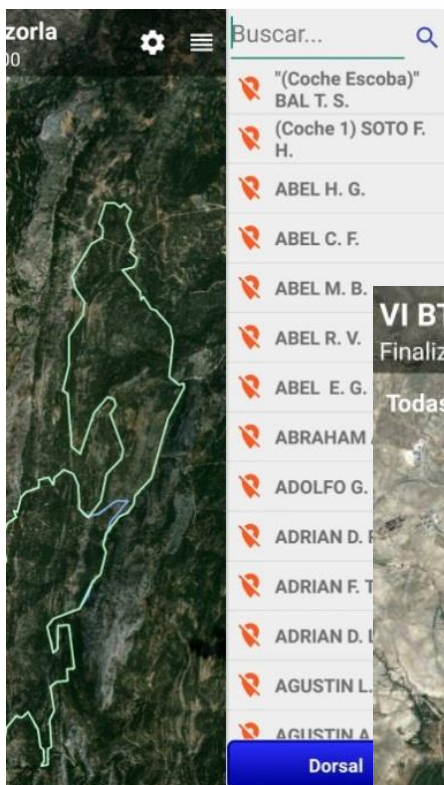 zorla
00
Buscar...
"(Coche Escoba)"
BAL T. S.
(Coche 1) SOTO F.
H.
ABEL H. G.
ABEL C. F.
ABEL M. B.
ABEL R. V.
ABEL E. G.
ABRAHAM
ADOLFO G.
ADRIAN D.
ADRIAN F. T
ADRIAN D.
AGUSTIN L.
AGUSTIN A
Dorsal
VI BT
Finaliz
Todas